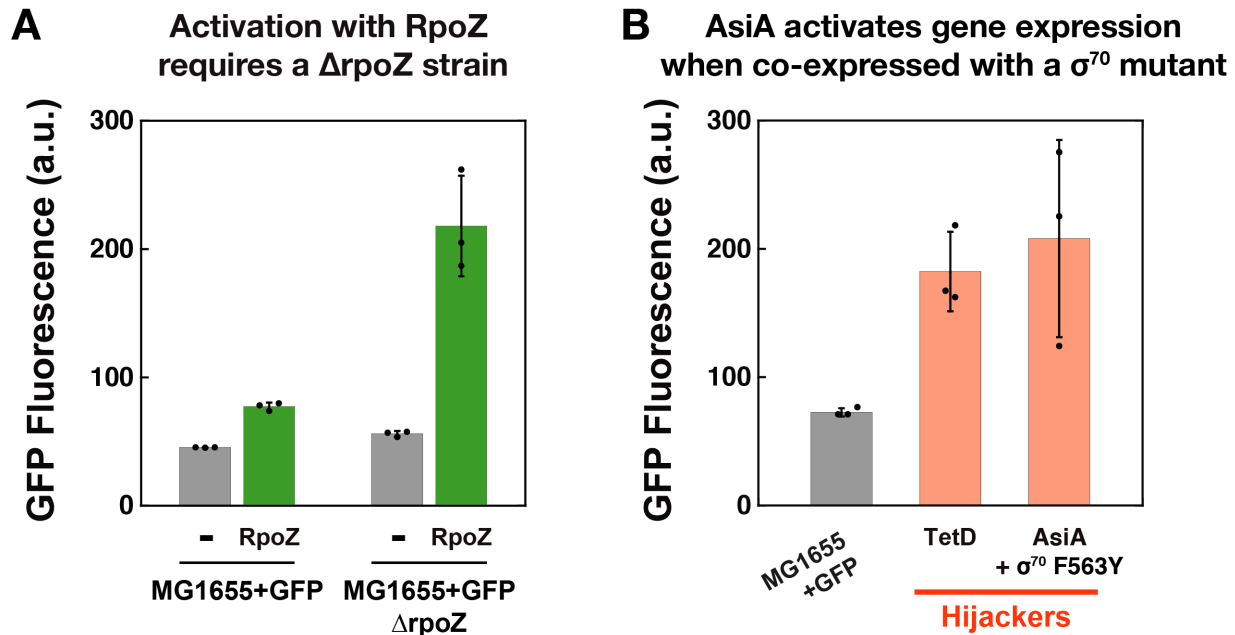 A
Activation with RpoZ
requires a ΔrpoZ strain
GFP Fluorescence (a.u.)
300
200
100
0
- RpoZ - RpoZ
MG1655+GFP MG1655+GFP
ΔrpoZ
B
AsiA activates gene expression
when co-expressed with a σ⁷⁰ mutant
GFP Fluorescence (a.u.)
300
200
100
0
MG1655
+GFP
TetD AsiA
+ σ⁷⁰ F563Y
Hijackers